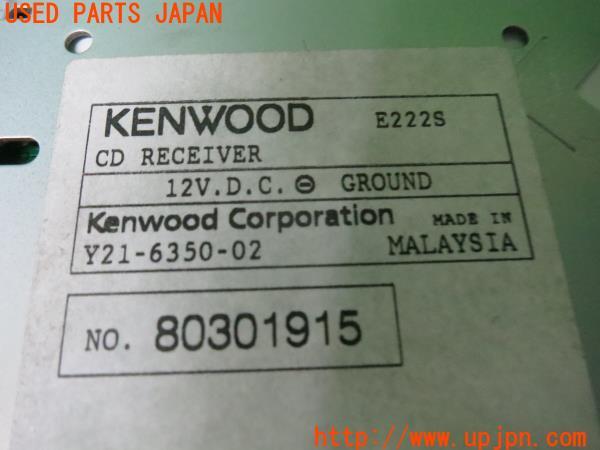 USED PARTS JAPAN
KENWOOD E222S
CD RECEIVER
12V.D.C. ⊖ GROUND
Kenwood Corporation MADE IN
Y21-6350-02 MALAYSIA
NO. 80301915
http://www.upjpn.com/